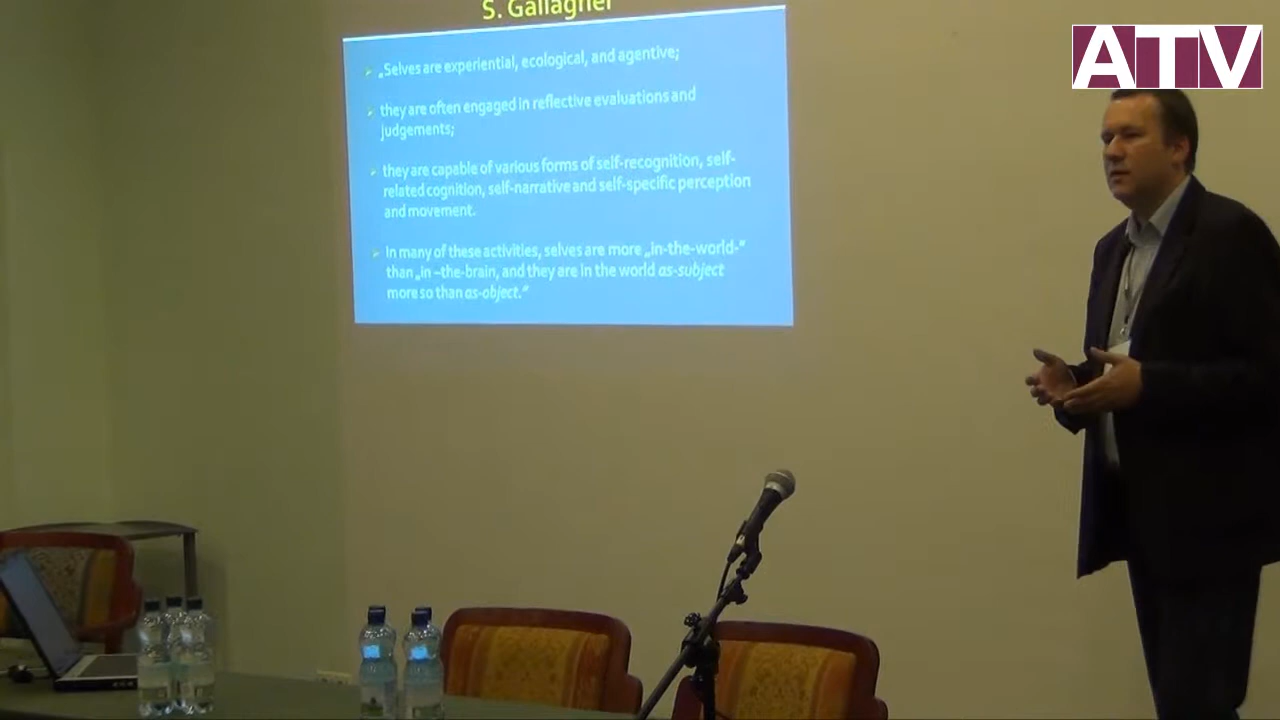 S. Gallagher
ATV
„Selves are experiential, ecological, and agentive;
they are often engaged in reflective evaluations and
judgements;
they are capable of various forms of self-recognition, self-
related cognition, self-narrative and self-specific perception
and movement.
In many of these activities, selves are more „in-the-world-“
than „in –the-brain, and they are in the world as-subject
more so than as-object.“